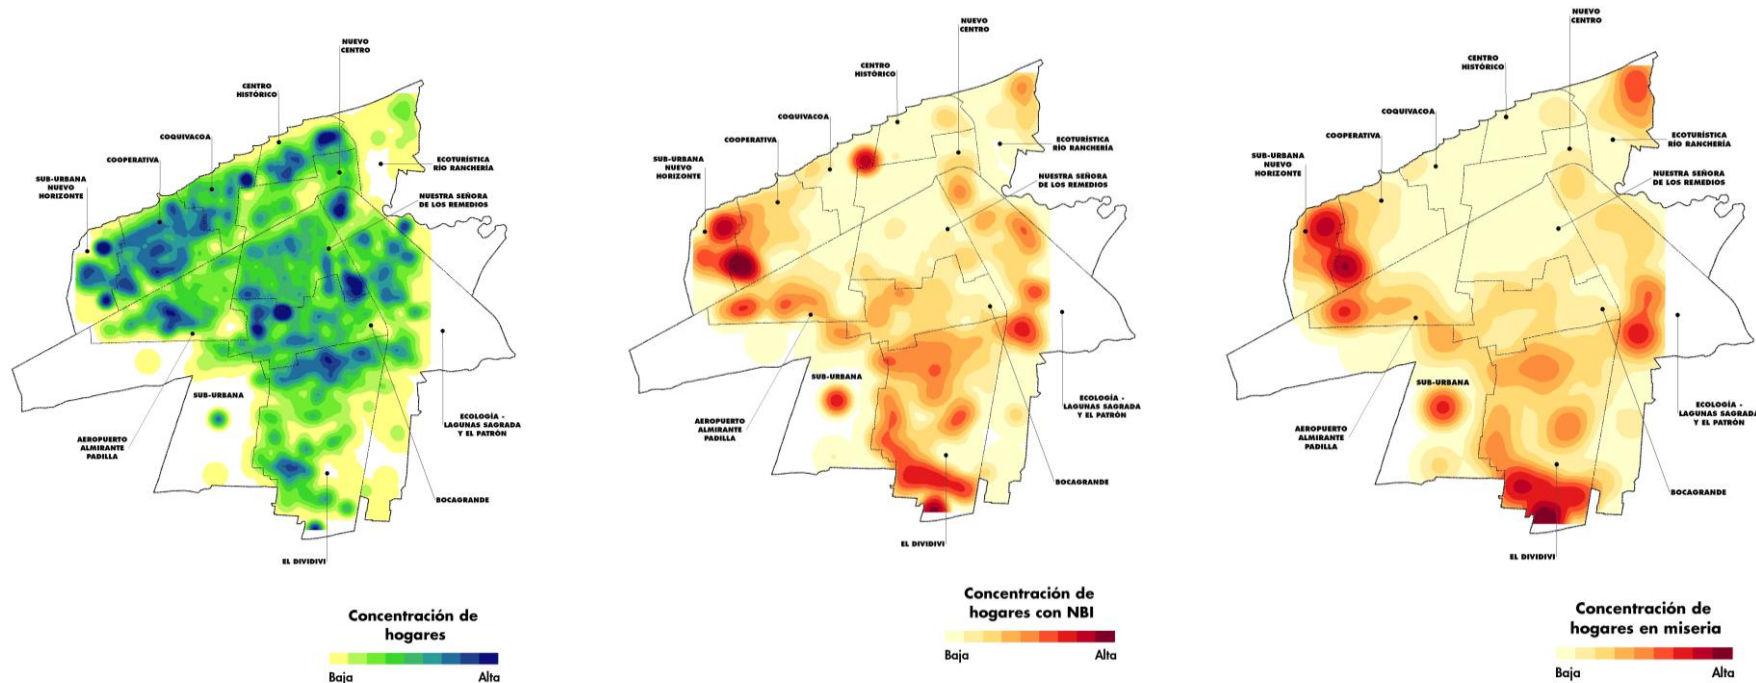 NUEVO
CENTRO
CENTRO
HISTÓRICO
COQUIVACOA
COOPERATIVA
SUB-URBANA
NUEVO
HORIZONTE
ECOTURÍSTICA
RÍO RANCHERÍA
NUESTRA SEÑORA
DE LOS REMEDIOS
SUB-URBANA
AEROPUERTO
ALMIRANTE
PADILLA
ECOLOGÍA -
LAGUNAS SAGRADA
Y EL PATRÓN
BOCAGRANDE
EL DIVIDIVI
Concentración de
hogares
Baja
Alta
NUEVO
CENTRO
CENTRO
HISTÓRICO
COQUIVACOA
COOPERATIVA
SUB-URBANA
NUEVO
HORIZONTE
ECOTURÍSTICA
RÍO RANCHERÍA
NUESTRA SEÑORA
DE LOS REMEDIOS
SUB-URBANA
AEROPUERTO
ALMIRANTE
PADILLA
ECOLOGÍA -
LAGUNAS SAGRADA
Y EL PATRÓN
BOCAGRANDE
EL DIVIDIVI
Concentración de
hogares con NBI
Baja
Alta
NUEVO
CENTRO
CENTRO
HISTÓRICO
COQUIVACOA
COOPERATIVA
SUB-URBANA
NUEVO
HORIZONTE
ECOTURÍSTICA
RÍO RANCHERÍA
NUESTRA SEÑORA
DE LOS REMEDIOS
SUB-URBANA
AEROPUERTO
ALMIRANTE
PADILLA
ECOLOGÍA -
LAGUNAS SAGRADA
Y EL PATRÓN
BOCAGRANDE
EL DIVIDIVI
Concentración de
hogares en miseria
Baja
Alta